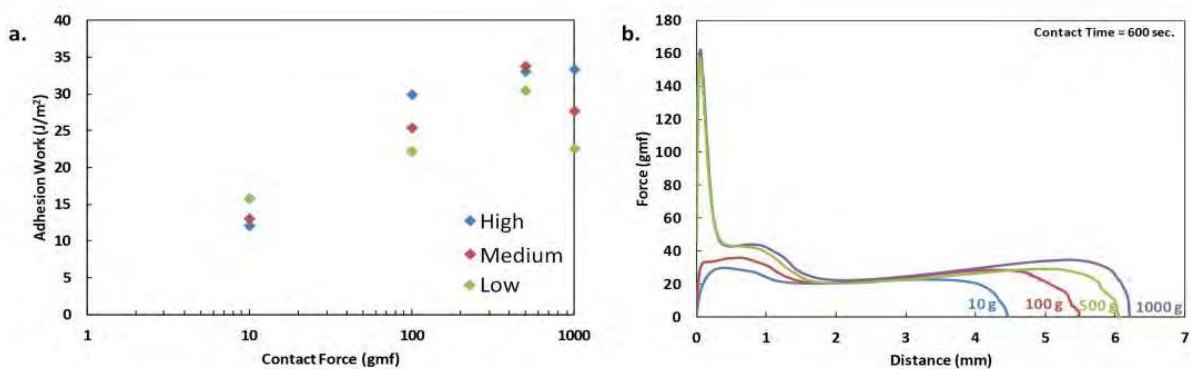 a.
40
35
30
25
20
15
10
5
0
Adhesion Work (J/m²)
1
10
100
1000
Contact Force (gmf)
High
Medium
Low
b.
Contact Time = 600 sec.
180
160
140
120
100
80
60
40
20
0
Force (gmf)
10 g
100 g
500 g
1000 g
0
1
2
3
4
5
6
7
Distance (mm)